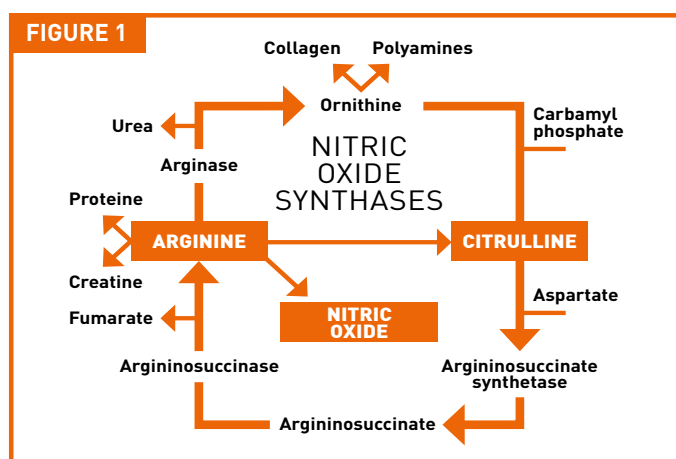 FIGURE 1
Collagen
Polyamines
Ornithine
Urea
Carbamyl
phosphate
Arginase
NITRIC
OXIDE
SYNTHASES
Proteine
ARGININE
CITRULLINE
Creatine
Fumarate
NITRIC
OXIDE
Aspartate
Argininosuccinase
Argininosuccinate
synthetase
Argininosuccinate